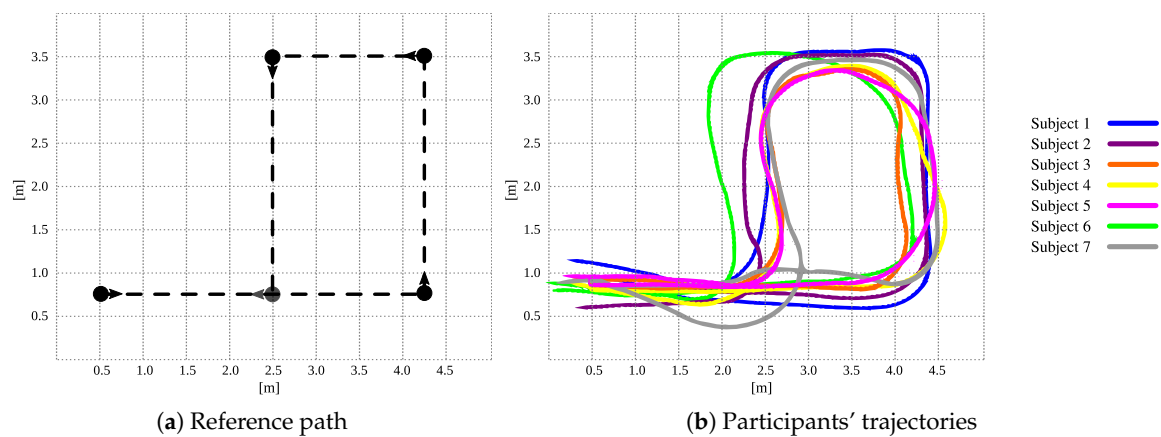 3.5
3.0
2.5
2.0
1.5
1.0
0.5
[m]
0.5 1.0 1.5 2.0 2.5 3.0 3.5 4.0 4.5
[m]
(a) Reference path
3.5
3.0
2.5
2.0
1.5
1.0
0.5
[m]
0.5 1.0 1.5 2.0 2.5 3.0 3.5 4.0 4.5
[m]
(b) Participants’ trajectories
Subject 1
Subject 2
Subject 3
Subject 4
Subject 5
Subject 6
Subject 7